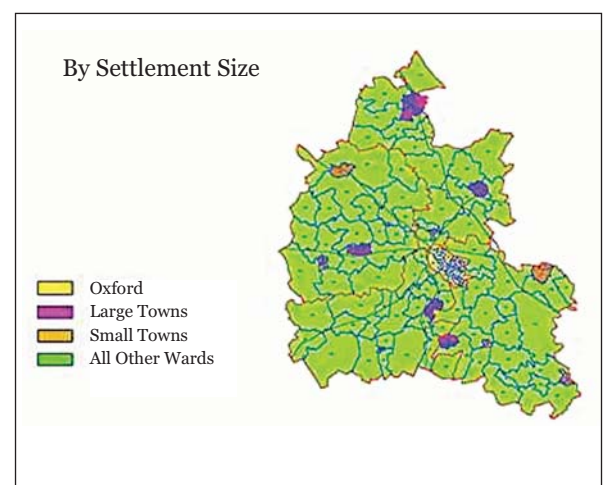 By Settlement Size
Oxford
Large Towns
Small Towns
All Other Wards